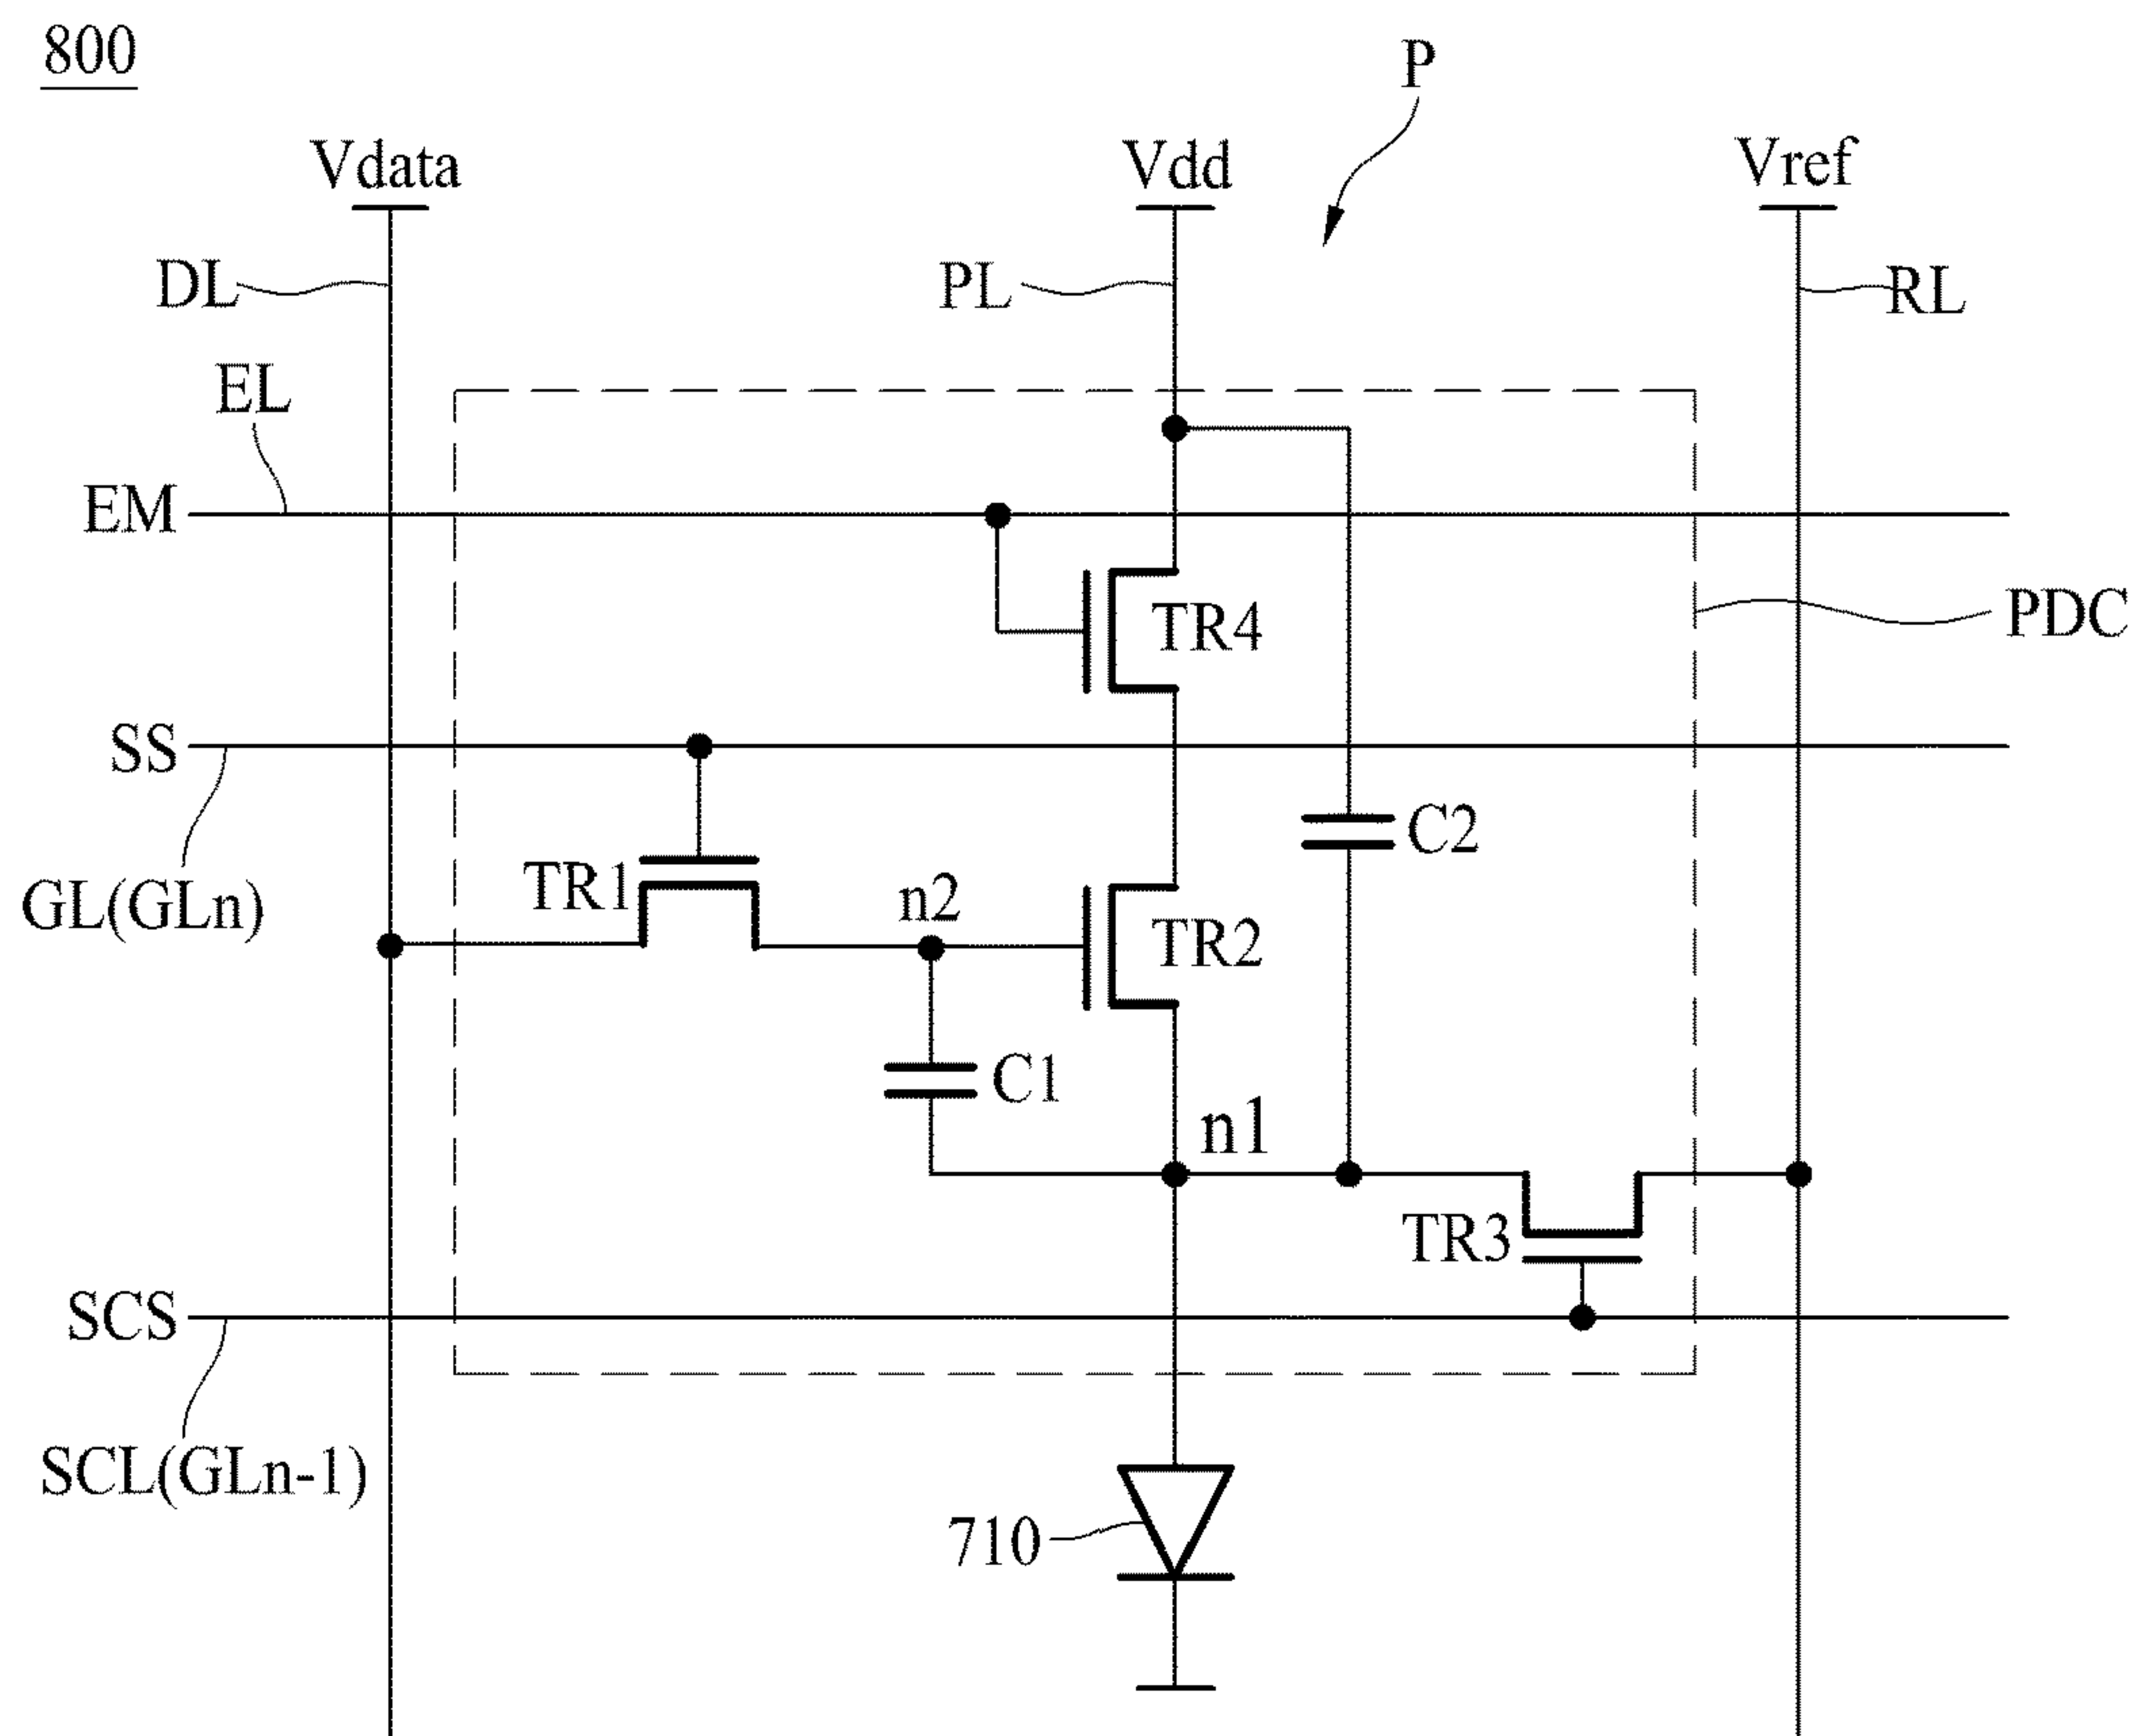 800
P
Vdata
Vdd
Vref
DL
PL
RL
EL
EM
TR4
PDC
SS
C2
TR1
n2
GL(GLn)
TR2
C1
n1
TR3
SCS
SCL(GLn-1)
710